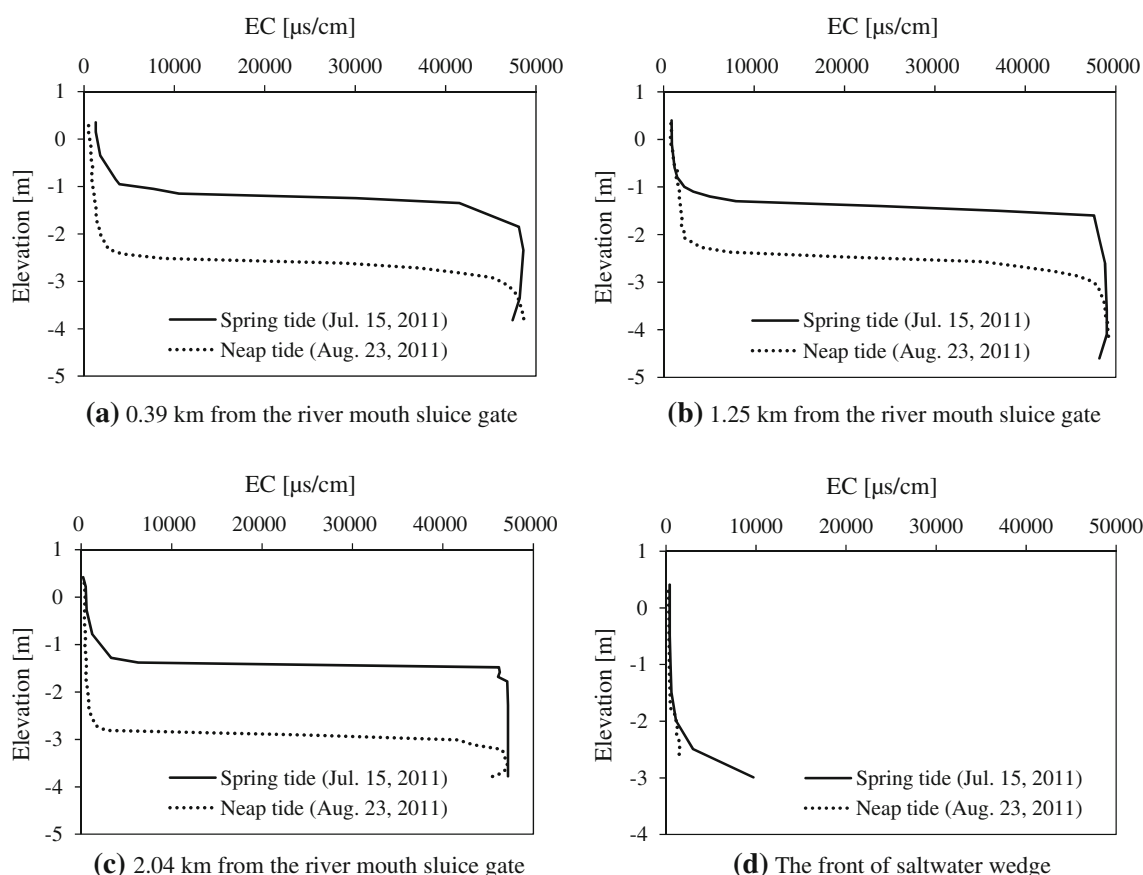 EC [µs/cm]
0 10000 20000 30000 40000 50000
1
0
-1
-2
-3
-4
-5
Elevation [m]
Spring tide (Jul. 15, 2011)
Neap tide (Aug. 23, 2011)
(a) 0.39 km from the river mouth sluice gate
EC [µs/cm]
0 10000 20000 30000 40000 50000
1
0
-1
-2
-3
-4
-5
Elevation [m]
Spring tide (Jul. 15, 2011)
Neap tide (Aug. 23, 2011)
(b) 1.25 km from the river mouth sluice gate
EC [µs/cm]
0 10000 20000 30000 40000 50000
1
0
-1
-2
-3
-4
-5
Elevation [m]
Spring tide (Jul. 15, 2011)
Neap tide (Aug. 23, 2011)
(c) 2.04 km from the river mouth sluice gate
EC [µs/cm]
0 10000 20000 30000 40000 50000
1
0
-1
-2
-3
-4
Elevation [m]
Spring tide (Jul. 15, 2011)
Neap tide (Aug. 23, 2011)
(d) The front of saltwater wedge